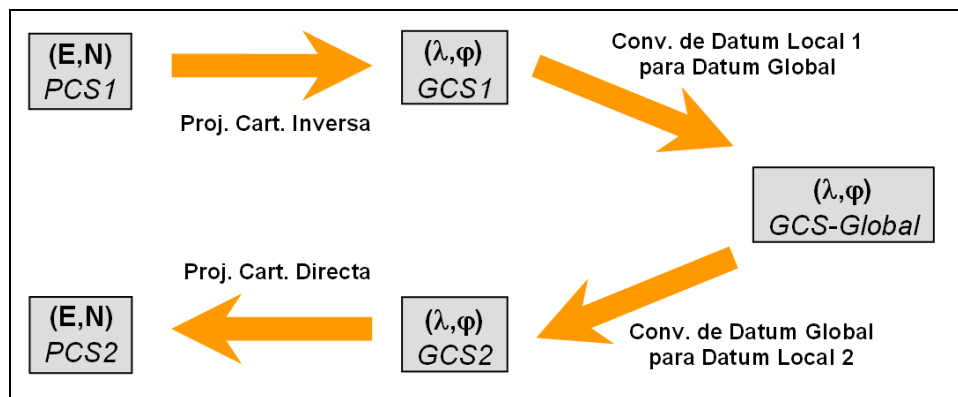 (E,N)
PCS1
Proj. Cart. Inversa
(λ,φ)
GCS1
Conv. de Datum Local 1
para Datum Global
(λ,φ)
GCS-Global
Conv. de Datum Global
para Datum Local 2
(λ,φ)
GCS2
Proj. Cart. Directa
(E,N)
PCS2